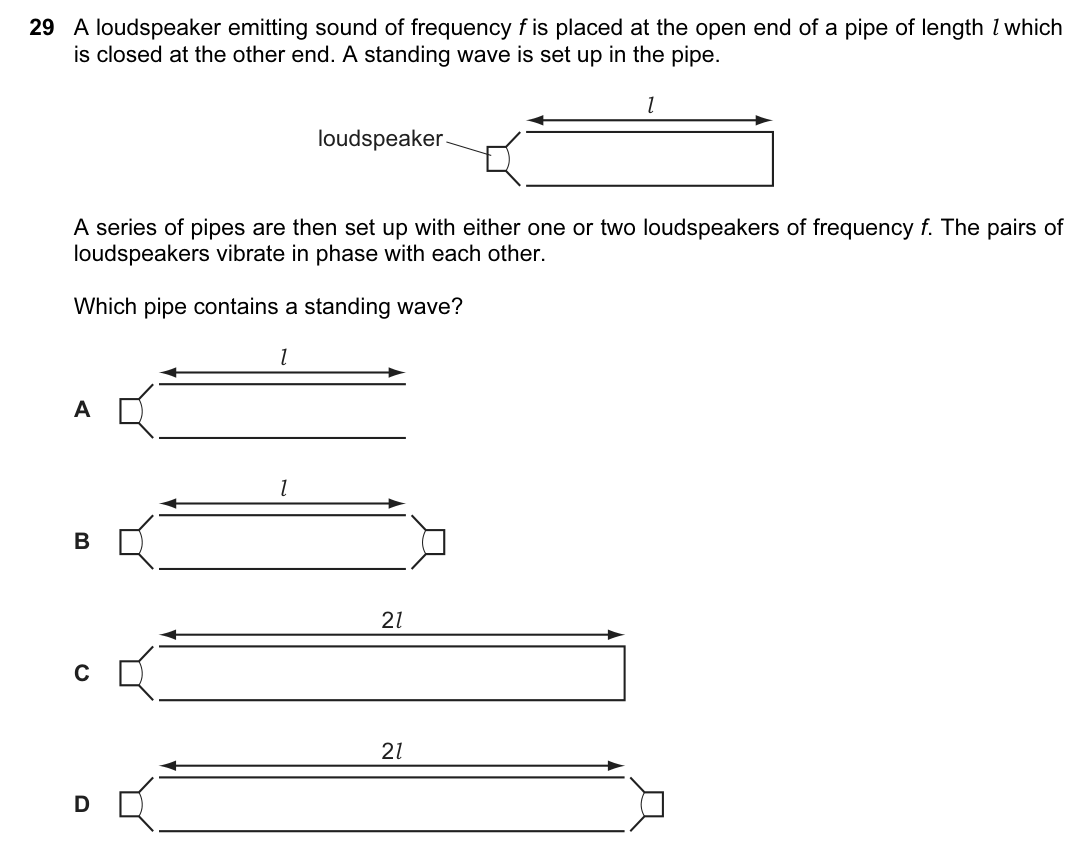 29 A loudspeaker emitting sound of frequency f is placed at the open end of a pipe of length l which
is closed at the other end. A standing wave is set up in the pipe.
l
loudspeaker
A series of pipes are then set up with either one or two loudspeakers of frequency f. The pairs of
loudspeakers vibrate in phase with each other.
Which pipe contains a standing wave?
l
A
l
B
2l
C
2l
D